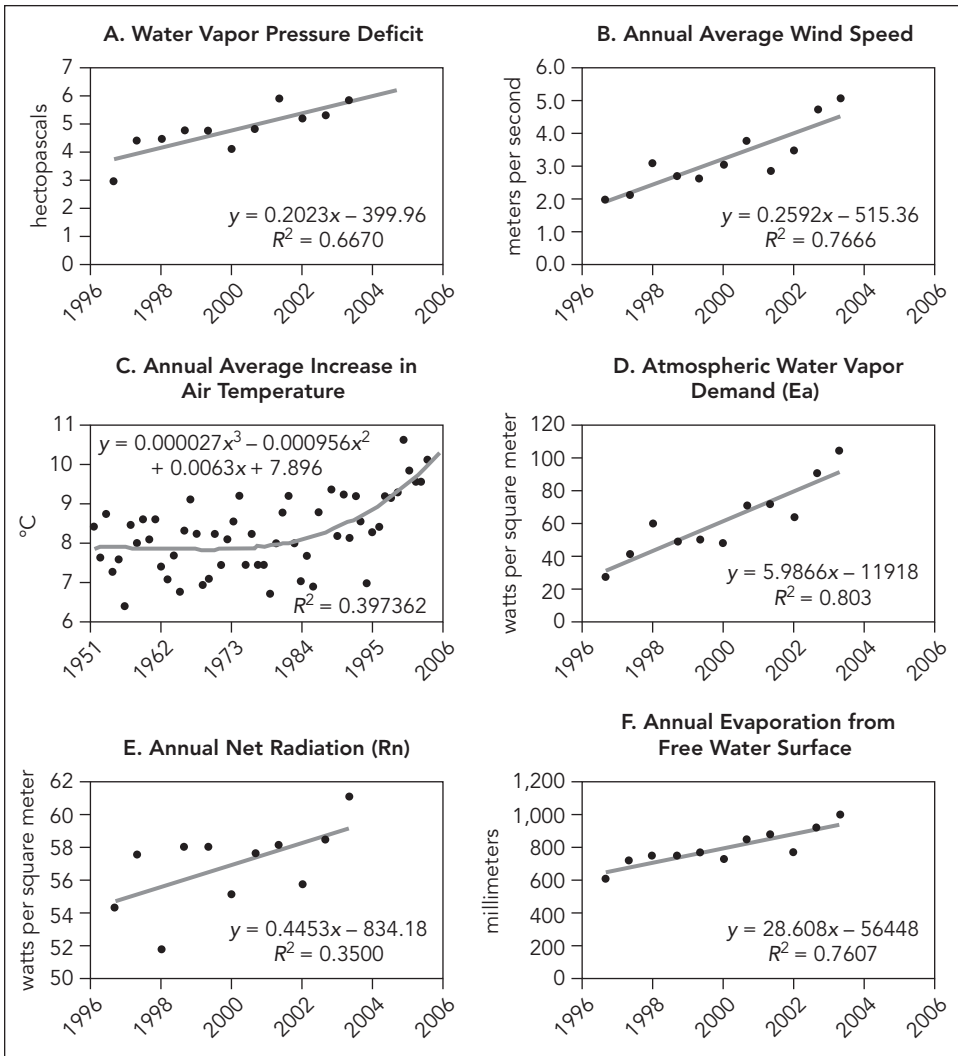 A. Water Vapor Pressure Deficit
7
6
5
4
3
2
1
0
hectopascals
y = 0.2023x – 399.96
R² = 0.6670
1996
1998
2000
2002
2004
2006
B. Annual Average Wind Speed
6.0
5.0
4.0
3.0
2.0
1.0
0.0
meters per second
y = 0.2592x – 515.36
R² = 0.7666
1996
1998
2000
2002
2004
2006
C. Annual Average Increase in
Air Temperature
11
10
9
8
7
6
°C
y = 0.000027x³ – 0.000956x²
+ 0.0063x + 7.896
R² = 0.397362
1951
1962
1973
1984
1995
2006
D. Atmospheric Water Vapor
Demand (Ea)
120
100
80
60
40
20
0
watts per square meter
y = 5.9866x – 11918
R² = 0.803
1996
1998
2000
2002
2004
2006
E. Annual Net Radiation (Rn)
62
60
58
56
54
52
50
watts per square meter
y = 0.4453x – 834.18
R² = 0.3500
1996
1998
2000
2002
2004
2006
F. Annual Evaporation from
Free Water Surface
1,200
1,000
800
600
400
200
0
millimeters
y = 28.608x – 56448
R² = 0.7607
1996
1998
2000
2002
2004
2006